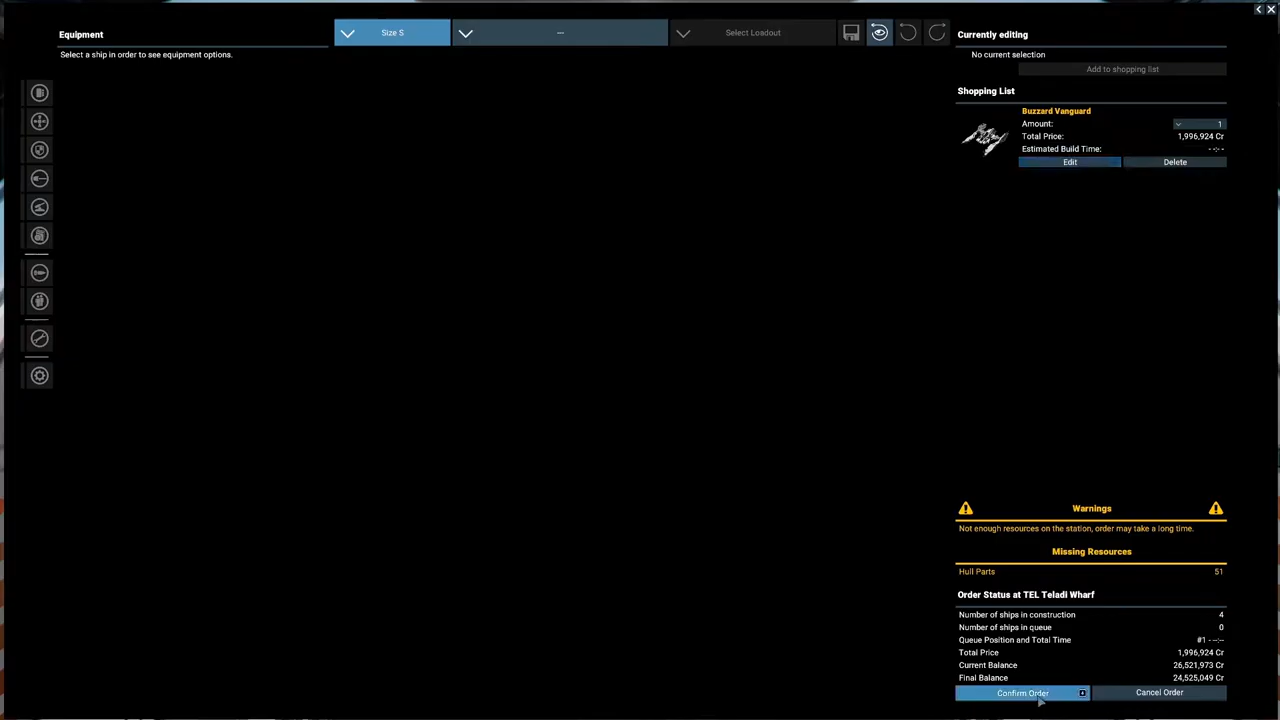 Equipment
Select a ship in order to see equipment options.
Size S
---
Select Loadout
Currently editing
No current selection
Add to shopping list
Shopping List
Buzzard Vanguard
Amount: 1
Total Price: 1,996,924 Cr
Estimated Build Time: --:--
Edit Delete
Warnings
Not enough resources on the station, order may take a long time.
Missing Resources
Hull Parts 51
Order Status at TEL Teladi Wharf
Number of ships in construction 4
Number of ships in queue 0
Queue Position and Total Time #1 - --:--
Total Price 1,996,924 Cr
Current Balance 26,521,973 Cr
Final Balance 24,525,049 Cr
Confirm Order Cancel Order